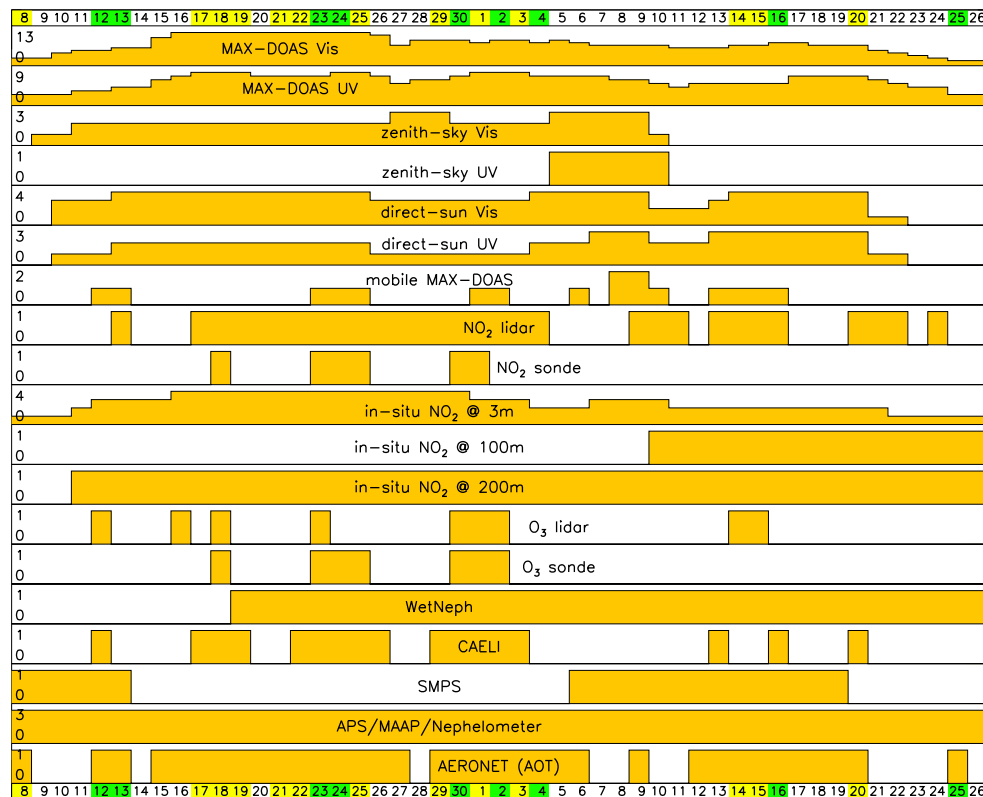 8 9 10 11 12 13 14 15 16 17 18 19 20 21 22 23 24 25 26 27 28 29 30 1 2 3 4 5 6 7 8 9 10 11 12 13 14 15 16 17 18 19 20 21 22 23 24 25 26
13
MAX-DOAS Vis
0
9
MAX-DOAS UV
0
3
zenith-sky Vis
0
1
zenith-sky UV
0
4
direct-sun Vis
0
3
direct-sun UV
0
2
mobile MAX-DOAS
0
1
NO₂ lidar
0
1
NO₂ sonde
0
4
in-situ NO₂ @ 3m
0
1
in-situ NO₂ @ 100m
0
1
in-situ NO₂ @ 200m
0
1
O₃ lidar
0
1
O₃ sonde
0
1
WetNeph
0
1
CAELI
0
1
SMPS
0
3
APS/MAAP/Nephelometer
0
1
AERONET (AOT)
0
8 9 10 11 12 13 14 15 16 17 18 19 20 21 22 23 24 25 26 27 28 29 30 1 2 3 4 5 6 7 8 9 10 11 12 13 14 15 16 17 18 19 20 21 22 23 24 25 26